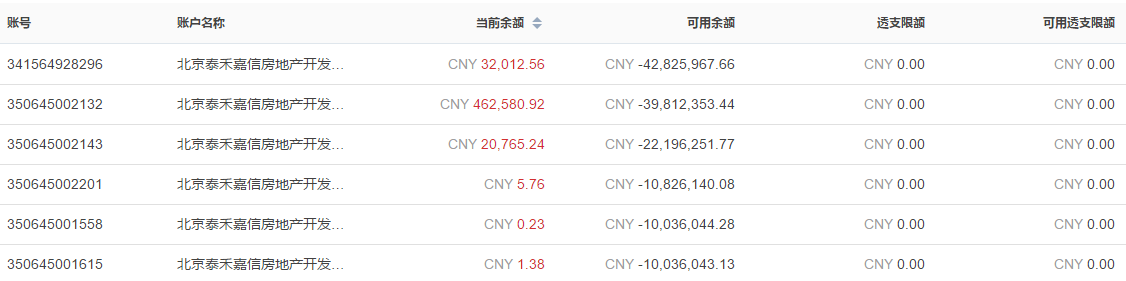 账号 账户名称 当前余额 可用余额 透支限额 可用透支限额
341564928296 北京泰禾嘉信房地产开发... CNY 32,012.56 CNY -42,825,967.66 CNY 0.00 CNY 0.00
350645002132 北京泰禾嘉信房地产开发... CNY 462,580.92 CNY -39,812,353.44 CNY 0.00 CNY 0.00
350645002143 北京泰禾嘉信房地产开发... CNY 20,765.24 CNY -22,196,251.77 CNY 0.00 CNY 0.00
350645002201 北京泰禾嘉信房地产开发... CNY 5.76 CNY -10,826,140.08 CNY 0.00 CNY 0.00
350645001558 北京泰禾嘉信房地产开发... CNY 0.23 CNY -10,036,044.28 CNY 0.00 CNY 0.00
350645001615 北京泰禾嘉信房地产开发... CNY 1.38 CNY -10,036,043.13 CNY 0.00 CNY 0.00